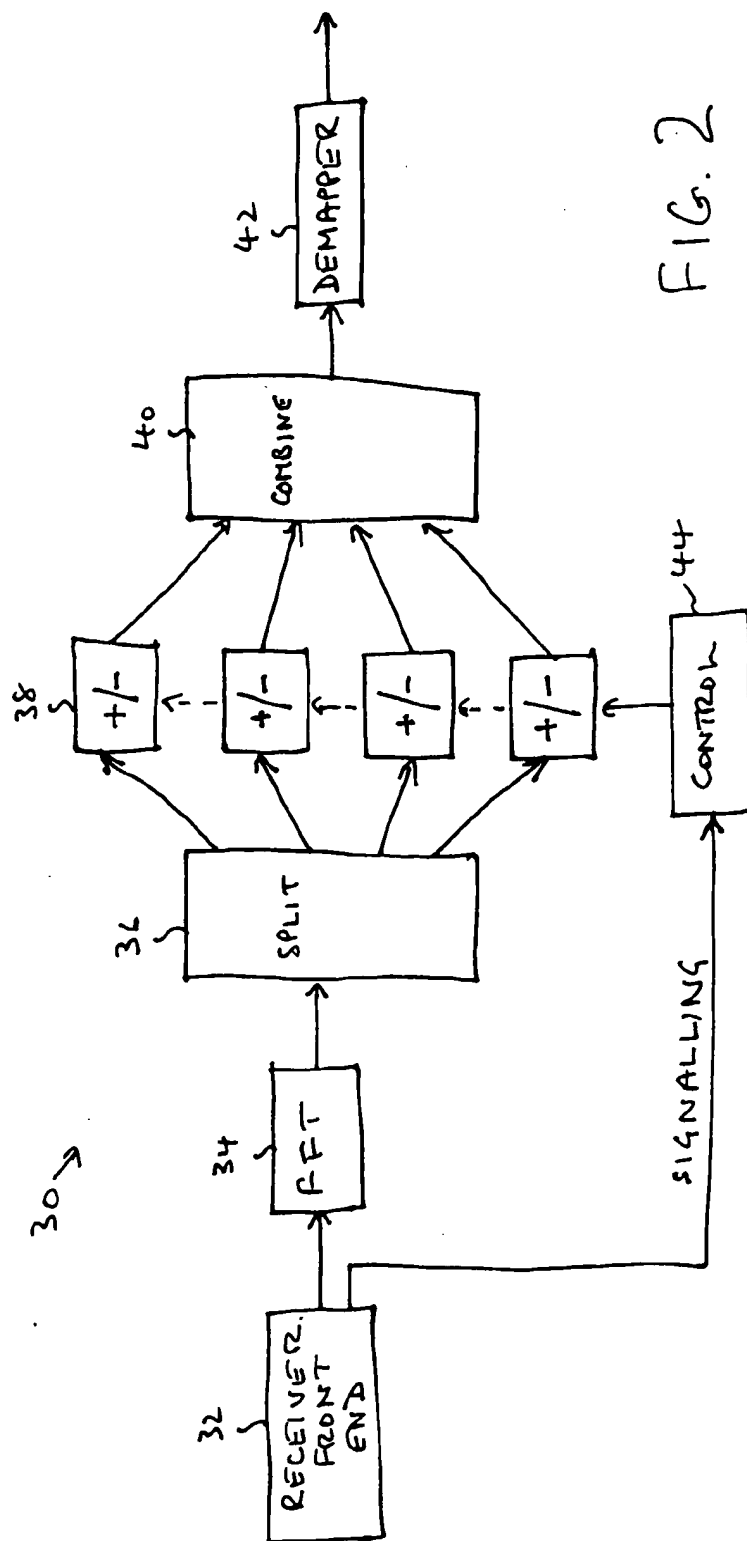 30
32
RECEIVER
FRONT
END
34
FFT
36
SPLIT
38
+/-
+/-
+/-
+/-
40
COMBINE
42
DEMAPPER
SIGNALLING
44
CONTROL
FIG. 2